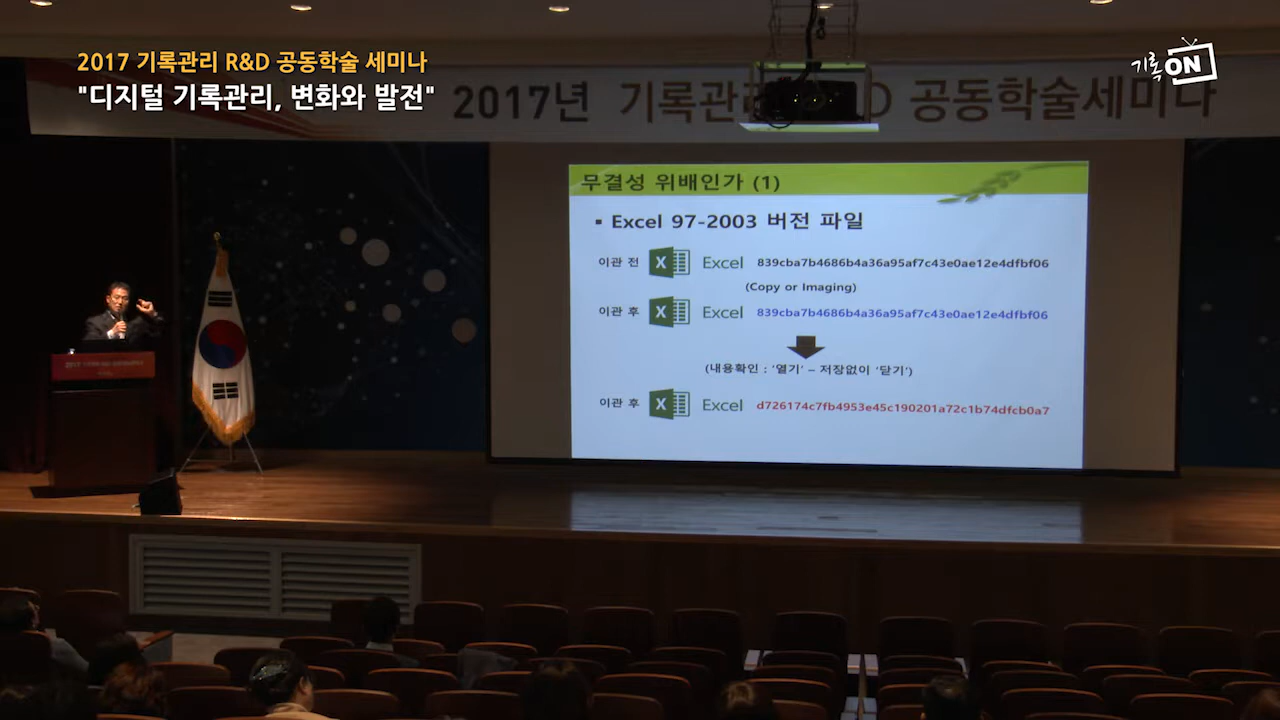 2017 기록관리 R&D 공동학술 세미나
"디지털 기록관리, 변화와 발전"
기록ON
2017년 기록관리 D 공동학술세미나
무결성 위배인가 (1)
▪ Excel 97-2003 버전 파일
이관 전 X Excel 839cba7b4686b4a36a95af7c43e0ae12e4dfbf06
(Copy or Imaging)
이관 후 X Excel 839cba7b4686b4a36a95af7c43e0ae12e4dfbf06
(내용확인 : '열기' – 저장없이 '닫기')
이관 후 X Excel d726174c7fb4953e45c190201a72c1b74dfcb0a7
2017